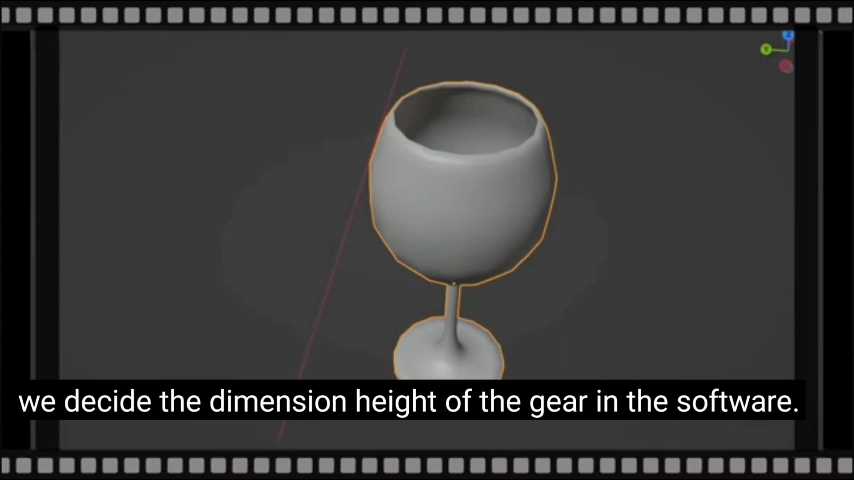 Z
Y
we decide the dimension height of the gear in the software.